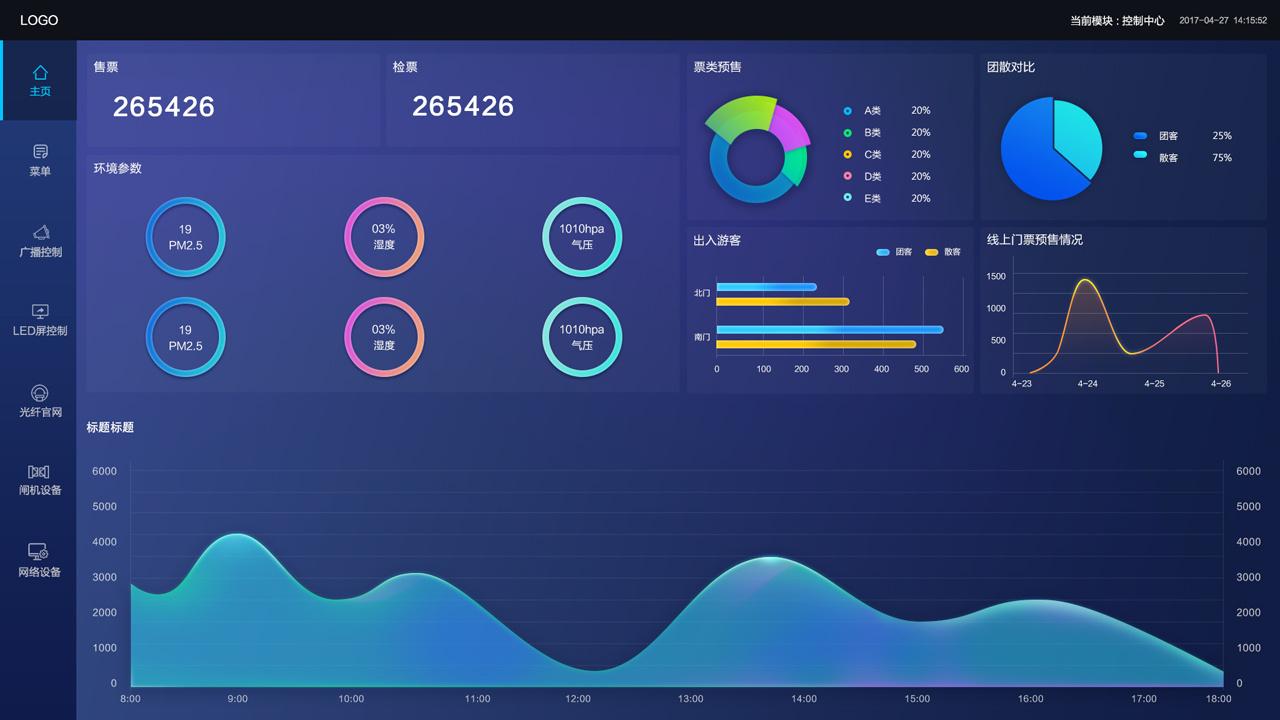 LOGO
当前模块：控制中心 2017-04-27 14:15:52
主页
菜单
广播控制
LED屏控制
光纤官网
闸机设备
网络设备
售票
265426
检票
265426
环境参数
19
PM2.5
03%
湿度
1010hpa
气压
19
PM2.5
03%
湿度
1010hpa
气压
票类预售
A类 20%
B类 20%
C类 20%
D类 20%
E类 20%
团散对比
团客 25%
散客 75%
出入游客
团客 散客
北门
南门
0 100 200 300 400 500 600
线上门票预售情况
1500
1000
500
0
4-23 4-24 4-25 4-26
标题标题
6000 6000
5000 5000
4000 4000
3000 3000
2000 2000
1000 1000
0 0
8:00 9:00 10:00 11:00 12:00 13:00 14:00 15:00 16:00 17:00 18:00